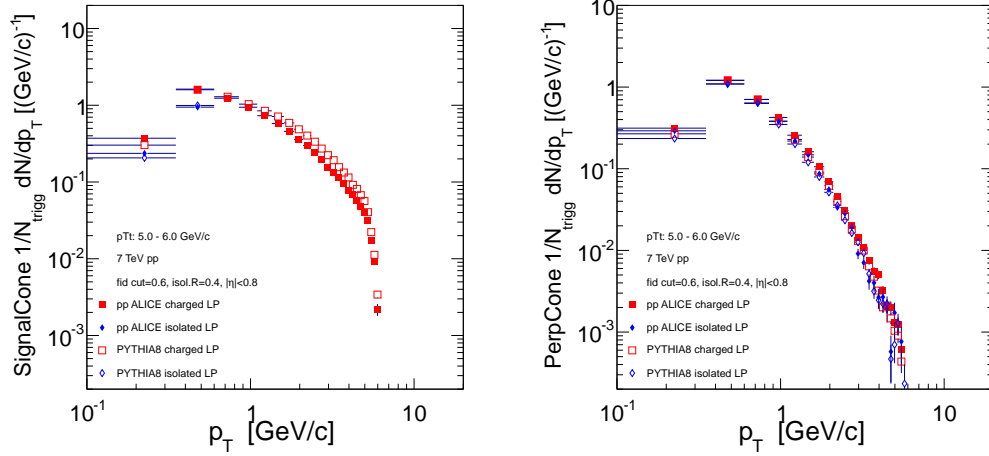 SignalCone 1/N_trigg dN/dp_T [(GeV/c)^-1]
10
1
10^-1
10^-2
10^-3
pTt: 5.0 - 6.0 GeV/c
7 TeV pp
fid cut=0.6, isol.R=0.4, |η|<0.8
pp ALICE charged LP
pp ALICE isolated LP
PYTHIA8 charged LP
PYTHIA8 isolated LP
10^-1
1
10
p_T [GeV/c]
PerpCone 1/N_trigg dN/dp_T [(GeV/c)^-1]
10^2
10
1
10^-1
10^-2
10^-3
pTt: 5.0 - 6.0 GeV/c
7 TeV pp
fid cut=0.6, isol.R=0.4, |η|<0.8
pp ALICE charged LP
pp ALICE isolated LP
PYTHIA8 charged LP
PYTHIA8 isolated LP
10^-1
1
10
p_T [GeV/c]